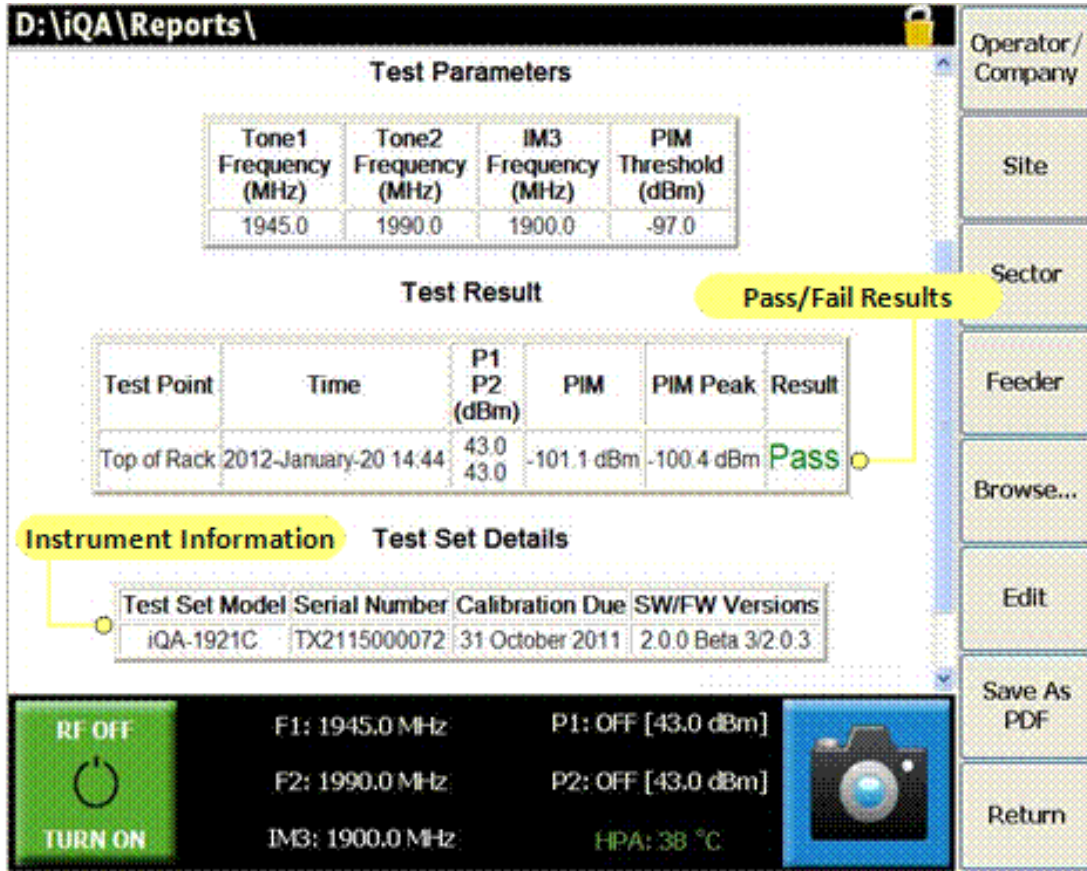 D:\iQA\Reports\
Test Parameters
Tone1 Frequency (MHz) Tone2 Frequency (MHz) IM3 Frequency (MHz) PIM Threshold (dBm)
1945.0 1990.0 1900.0 -97.0
Test Result
Pass/Fail Results
Test Point Time P1 P2 (dBm) PIM PIM Peak Result
Top of Rack 2012-January-20 14:44 43.0 43.0 -101.1 dBm -100.4 dBm Pass
Instrument Information
Test Set Details
Test Set Model Serial Number Calibration Due SW/FW Versions
iQA-1921C TX2115000072 31 October 2011 2.0.0 Beta 3/2.0.3
RF OFF
TURN ON
F1: 1945.0 MHz P1: OFF [43.0 dBm]
F2: 1990.0 MHz P2: OFF [43.0 dBm]
IM3: 1900.0 MHz HPA: 38 °C
Operator/
Company
Site
Sector
Feeder
Browse...
Edit
Save As
PDF
Return